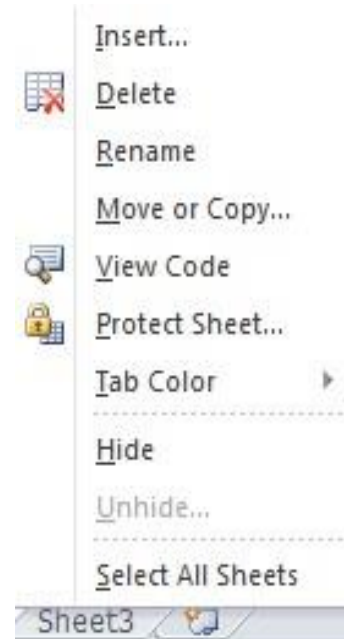 Insert...
Delete
Rename
Move or Copy...
View Code
Protect Sheet...
Tab Color
Hide
Unhide...
Select All Sheets
Sheet3